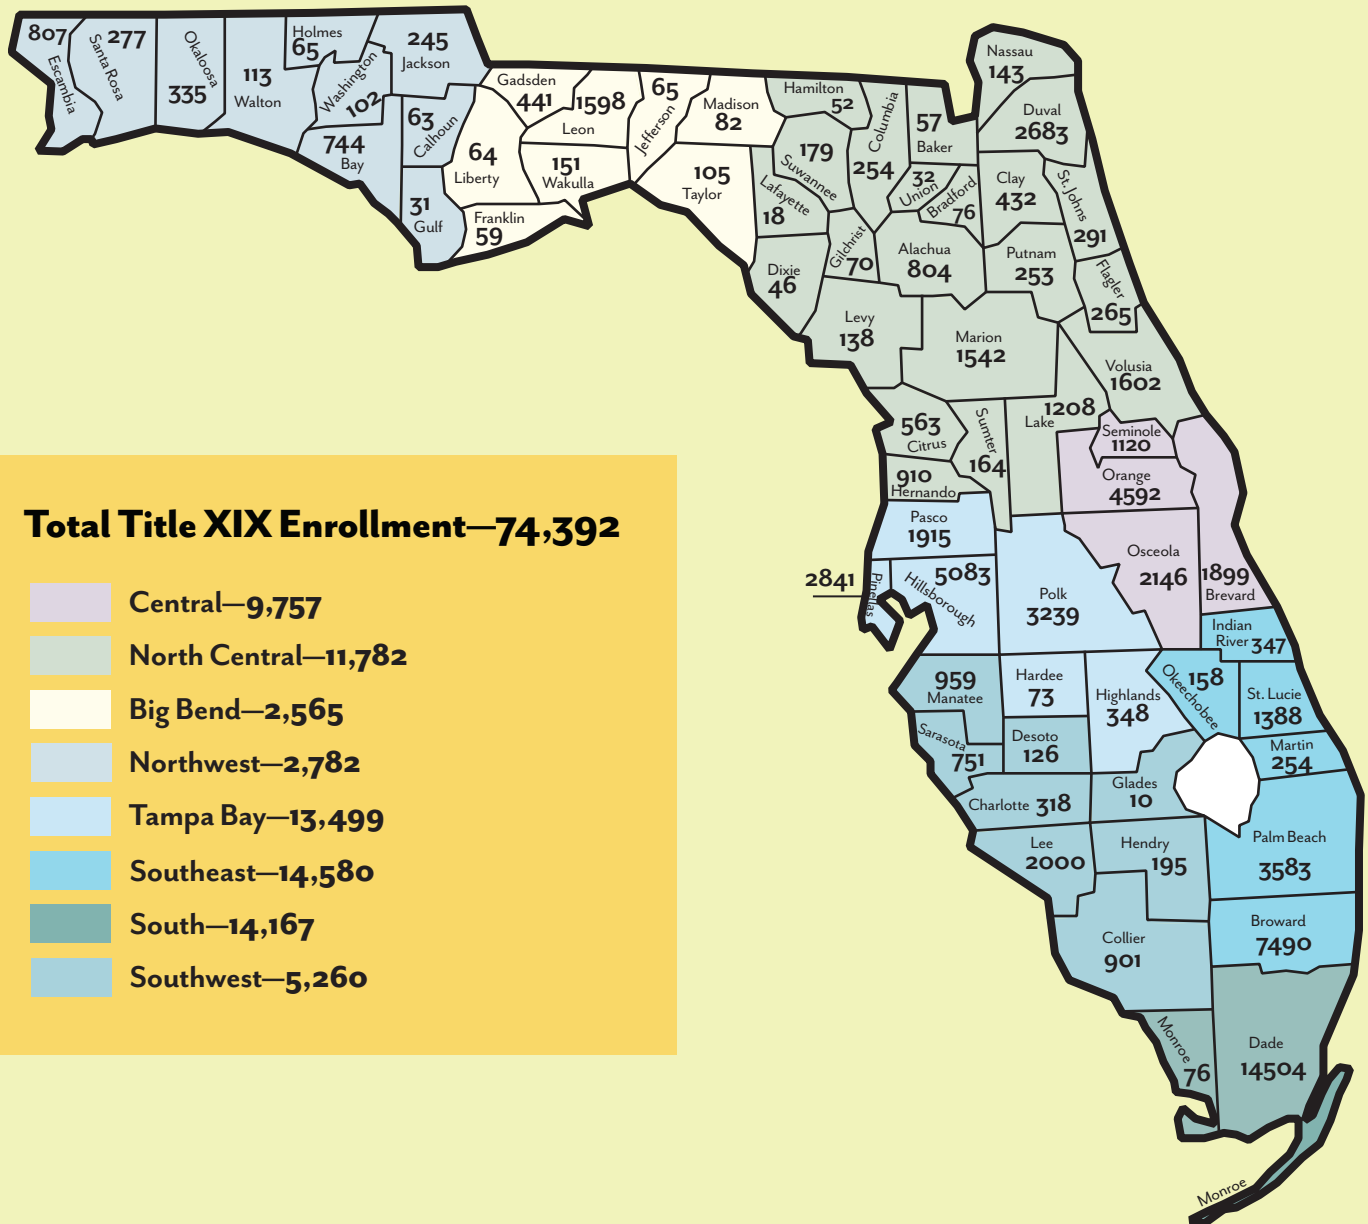 807
Escambia
277
Santa Rosa
Okaloosa
335
113
Walton
Holmes
65
Washington
102
245
Jackson
744
Bay
63
Calhoun
31
Gulf
Gadsden
441
64
Liberty
Franklin
59
1598
Leon
151
Wakulla
65
Jefferson
Madison
82
105
Taylor
Hamilton
52
179
Suwannee
Lafayette
18
Columbia
254
57
Baker
Nassau
143
Duval
2683
32
Union
Bradford
76
Clay
432
St. Johns
291
Dixie
46
Gilchrist
70
Alachua
804
Putnam
253
Flagler
265
Levy
138
Marion
1542
Volusia
1602
563
Citrus
Sumter
164
1208
Lake
Seminole
1120
Orange
4592
910
Hernando
Pasco
1915
Osceola
2146
1899
Brevard
2841
Pinellas
5083
Hillsborough
Polk
3239
Indian
River 347
959
Manatee
Hardee
73
Highlands
348
158
Okeechobee
St. Lucie
1388
Sarasota
751
Desoto
126
Martin
254
Charlotte 318
Glades
10
Lee
2000
Hendry
195
Palm Beach
3583
Collier
901
Broward
7490
Monroe
76
Dade
14504
Monroe
Total Title XIX Enrollment—74,392
Central—9,757
North Central—11,782
Big Bend—2,565
Northwest—2,782
Tampa Bay—13,499
Southeast—14,580
South—14,167
Southwest—5,260